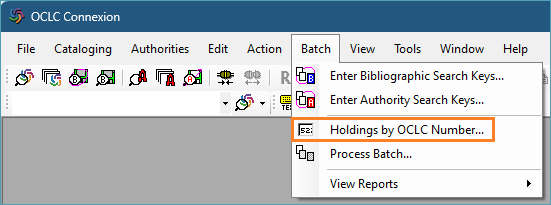 OCLC Connexion
File Cataloging Authorities Edit Action Batch View Tools Window Help
Enter Bibliographic Search Keys...
Enter Authority Search Keys...
Holdings by OCLC Number...
Process Batch...
View Reports